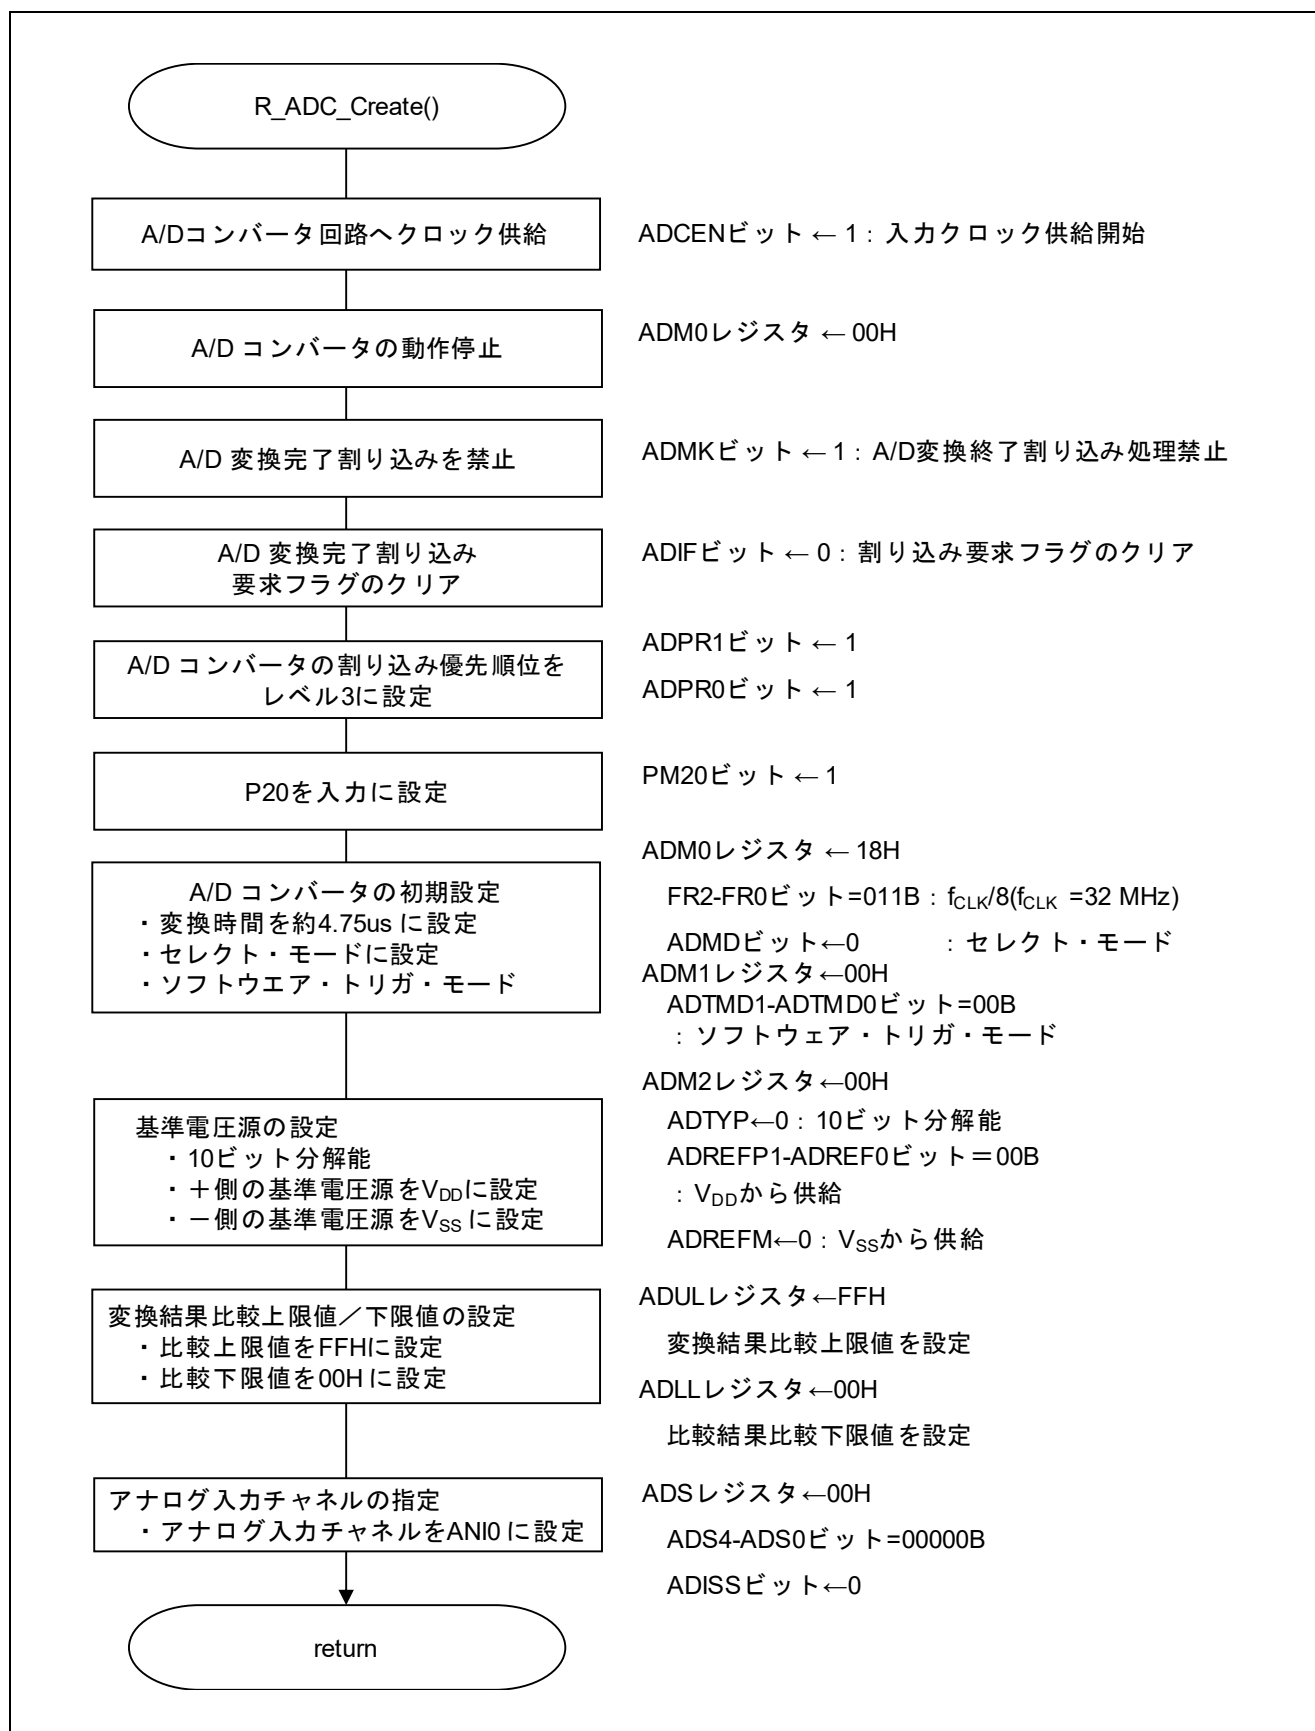 R_ADC_Create()
A/Dコンバータ回路へクロック供給
ADCENビット ← 1：入力クロック供給開始
A/D コンバータの動作停止
ADM0レジスタ ← 00H
A/D 変換完了割り込みを禁止
ADMKビット ← 1：A/D変換終了割り込み処理禁止
A/D 変換完了割り込み
要求フラグのクリア
ADIFビット ← 0：割り込み要求フラグのクリア
A/D コンバータの割り込み優先順位を
レベル3に設定
ADPR1ビット ← 1
ADPR0ビット ← 1
P20を入力に設定
PM20ビット ← 1
A/D コンバータの初期設定
・変換時間を約4.75us に設定
・セレクト・モードに設定
・ソフトウエア・トリガ・モード
ADM0レジスタ ← 18H
FR2-FR0ビット=011B：fCLK/8(fCLK =32 MHz)
ADMDビット←0 ：セレクト・モード
ADM1レジスタ←00H
ADTMD1-ADTMD0ビット=00B
：ソフトウェア・トリガ・モード
基準電圧源の設定
・10ビット分解能
・＋側の基準電圧源をVDDに設定
・－側の基準電圧源をVSS に設定
ADM2レジスタ←00H
ADTYP←0：10ビット分解能
ADREFP1-ADREF0ビット＝00B
：VDDから供給
ADREFM←0：VSSから供給
変換結果比較上限値／下限値の設定
・比較上限値をFFHに設定
・比較下限値を00H に設定
ADULレジスタ←FFH
変換結果比較上限値を設定
ADLLレジスタ←00H
比較結果比較下限値を設定
アナログ入力チャネルの指定
・アナログ入力チャネルをANI0 に設定
ADSレジスタ←00H
ADS4-ADS0ビット=00000B
ADISSビット←0
return